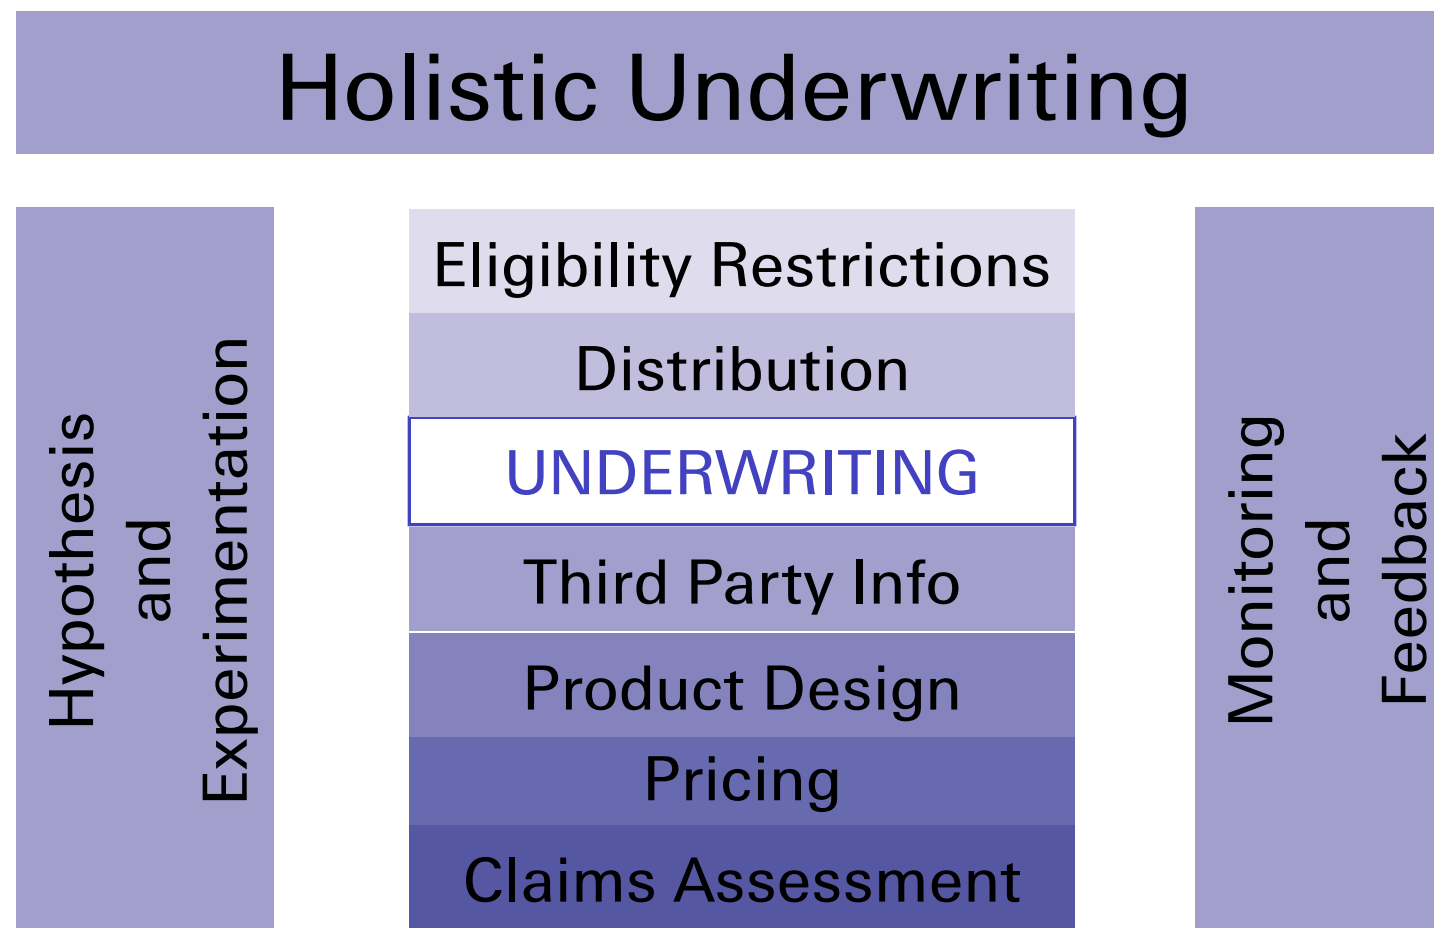 Holistic Underwriting
Hypothesis
and
Experimentation
Eligibility Restrictions
Distribution
UNDERWRITING
Third Party Info
Product Design
Pricing
Claims Assessment
Monitoring
and
Feedback